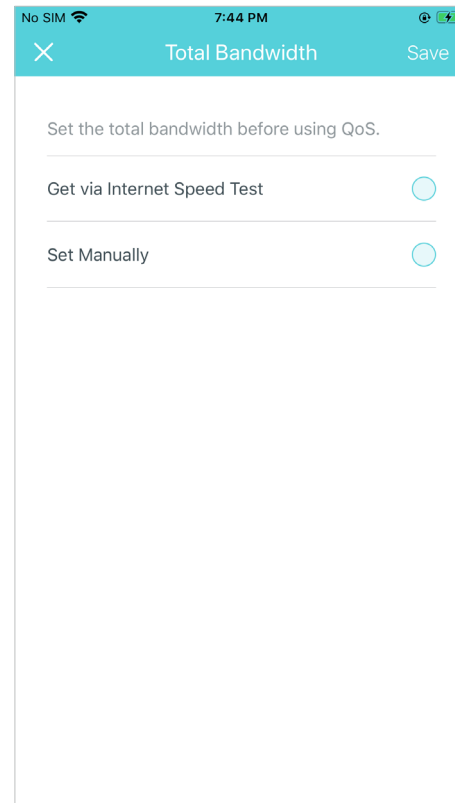 No SIM 7:44 PM
Total Bandwidth Save
Set the total bandwidth before using QoS.
Get via Internet Speed Test
Set Manually